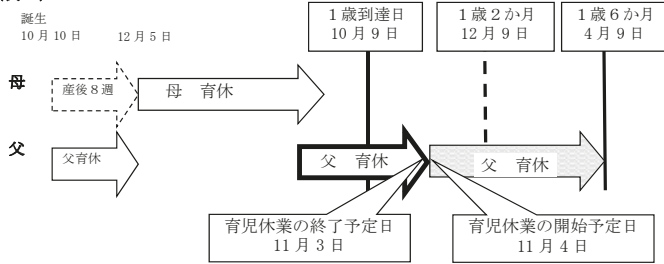 誕生
10月10日
12月5日
1歳到達日
10月9日
1歳2か月
12月9日
1歳6か月
4月9日
母
産後8週
母 育休
父
父育休
父 育休
父 育休
育児休業の終了予定日
11月3日
育児休業の開始予定日
11月4日